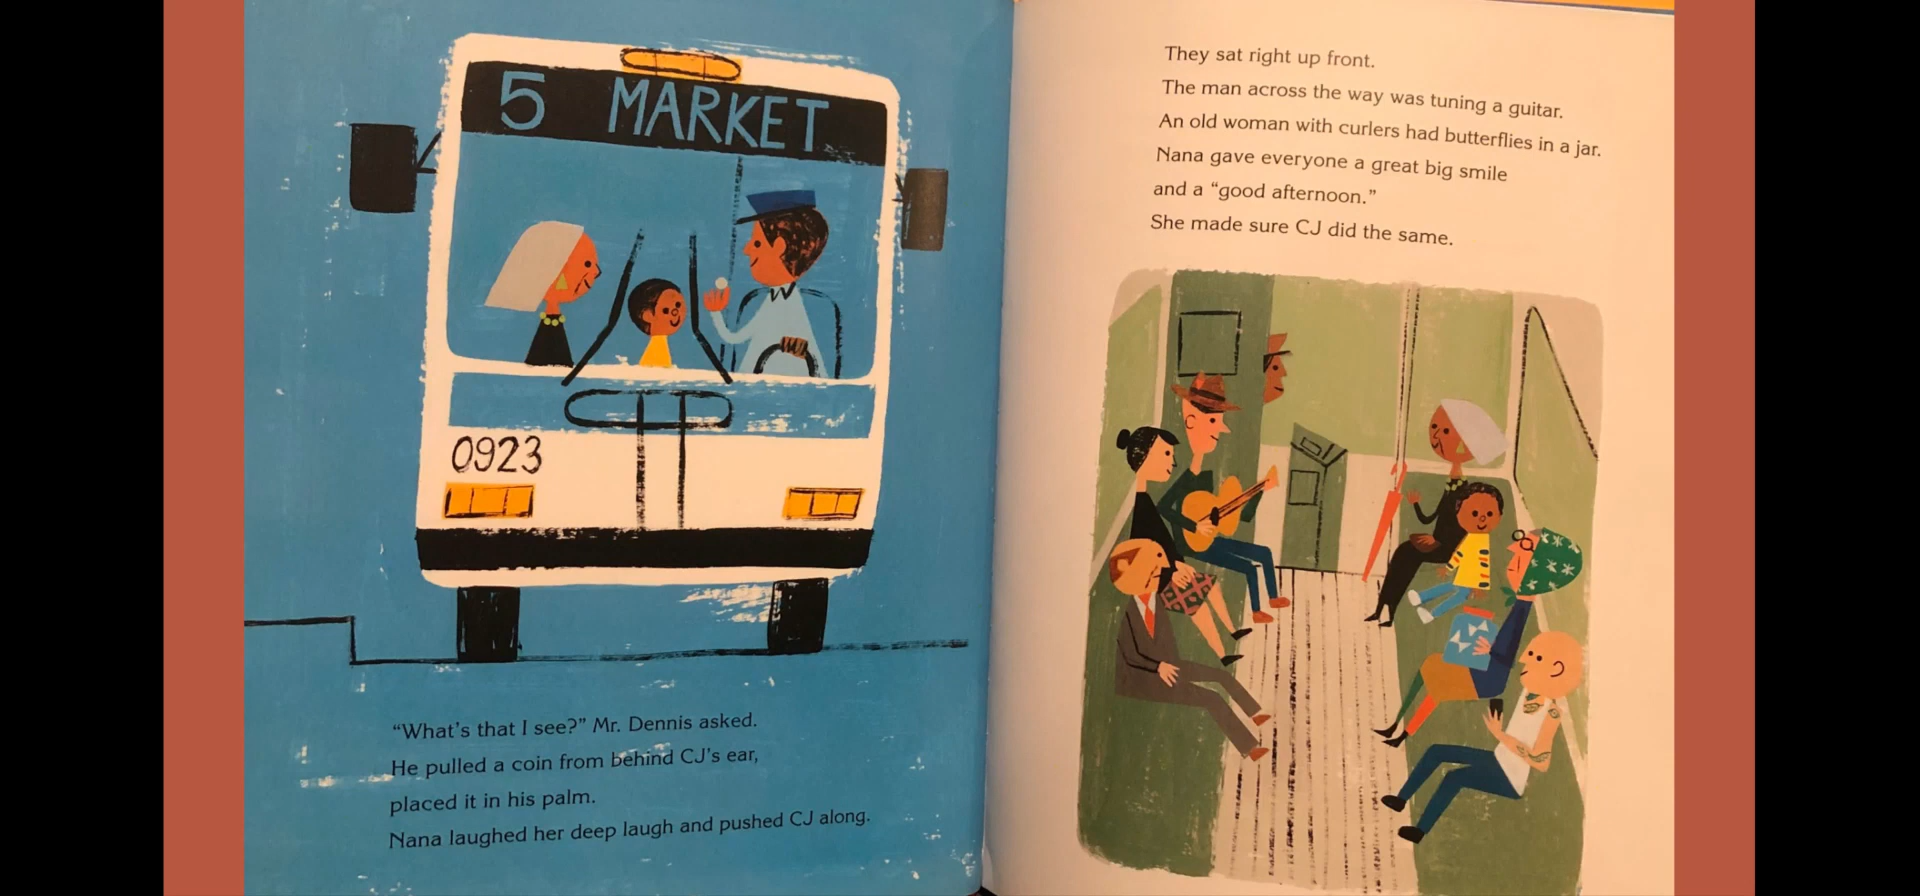 5 MARKET
0923
“What’s that I see?” Mr. Dennis asked.
He pulled a coin from behind CJ’s ear,
placed it in his palm.
Nana laughed her deep laugh and pushed CJ along.
They sat right up front.
The man across the way was tuning a guitar.
An old woman with curlers had butterflies in a jar.
Nana gave everyone a great big smile
and a “good afternoon.”
She made sure CJ did the same.